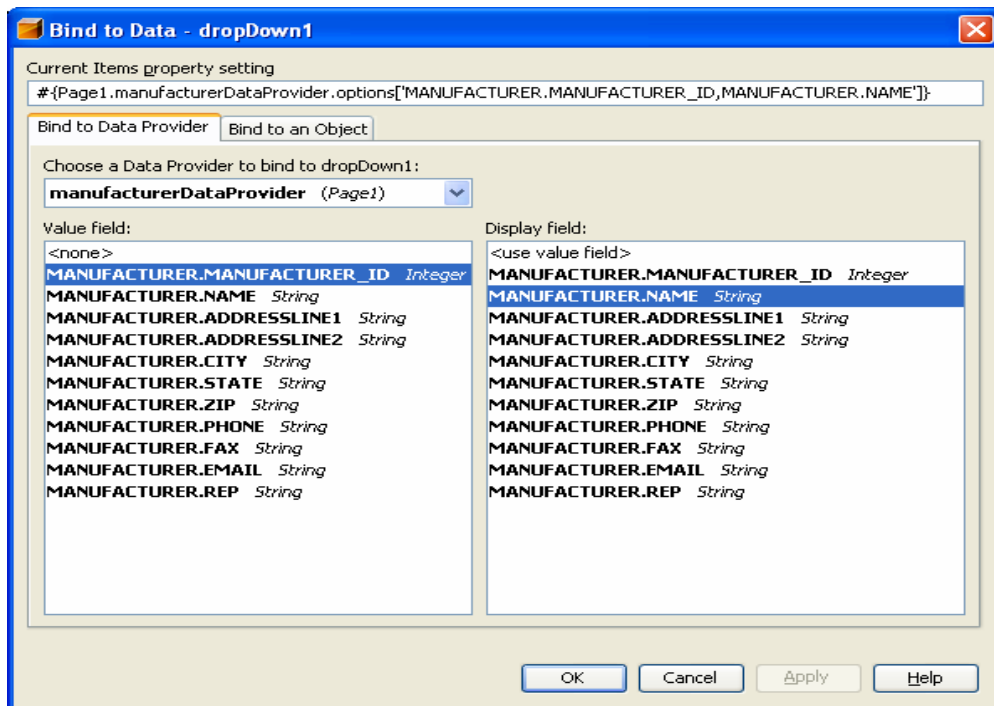 Bind to Data - dropDown1
Current Items property setting
#{Page1.manufacturerDataProvider.options['MANUFACTURER.MANUFACTURER_ID,MANUFACTURER.NAME']}
Bind to Data Provider
Bind to an Object
Choose a Data Provider to bind to dropDown1:
manufacturerDataProvider (Page1)
Value field:
<none>
MANUFACTURER.MANUFACTURER_ID Integer
MANUFACTURER.NAME String
MANUFACTURER.ADDRESSLINE1 String
MANUFACTURER.ADDRESSLINE2 String
MANUFACTURER.CITY String
MANUFACTURER.STATE String
MANUFACTURER.ZIP String
MANUFACTURER.PHONE String
MANUFACTURER.FAX String
MANUFACTURER.EMAIL String
MANUFACTURER.REP String
Display field:
<use value field>
MANUFACTURER.MANUFACTURER_ID Integer
MANUFACTURER.NAME String
MANUFACTURER.ADDRESSLINE1 String
MANUFACTURER.ADDRESSLINE2 String
MANUFACTURER.CITY String
MANUFACTURER.STATE String
MANUFACTURER.ZIP String
MANUFACTURER.PHONE String
MANUFACTURER.FAX String
MANUFACTURER.EMAIL String
MANUFACTURER.REP String
OK
Cancel
Apply
Help